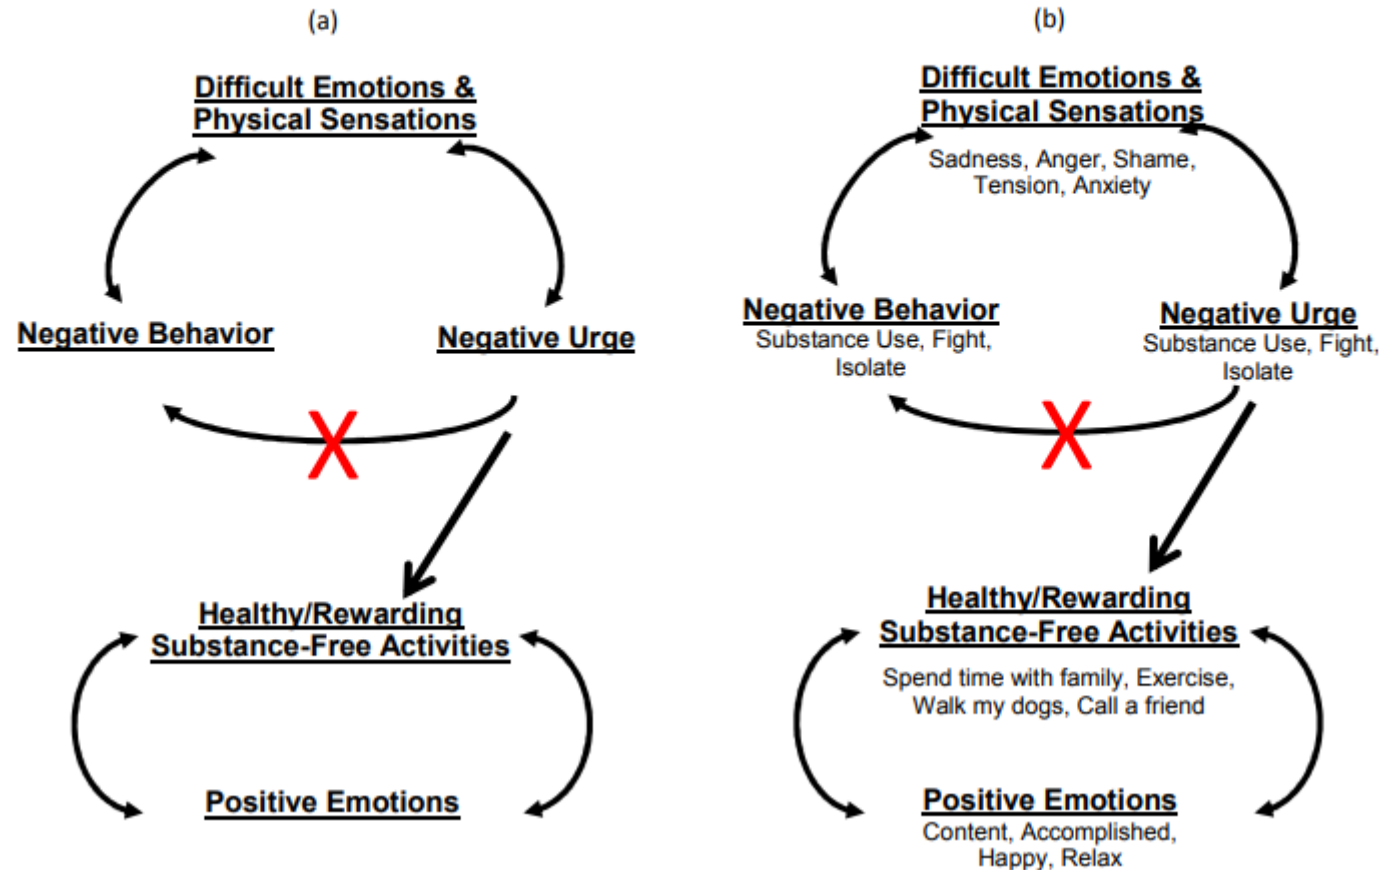 (a)
Difficult Emotions &
Physical Sensations
Negative Behavior
Negative Urge
X
Healthy/Rewarding
Substance-Free Activities
Positive Emotions
(b)
Difficult Emotions &
Physical Sensations
Sadness, Anger, Shame,
Tension, Anxiety
Negative Behavior
Substance Use, Fight,
Isolate
Negative Urge
Substance Use, Fight,
Isolate
X
Healthy/Rewarding
Substance-Free Activities
Spend time with family, Exercise,
Walk my dogs, Call a friend
Positive Emotions
Content, Accomplished,
Happy, Relax